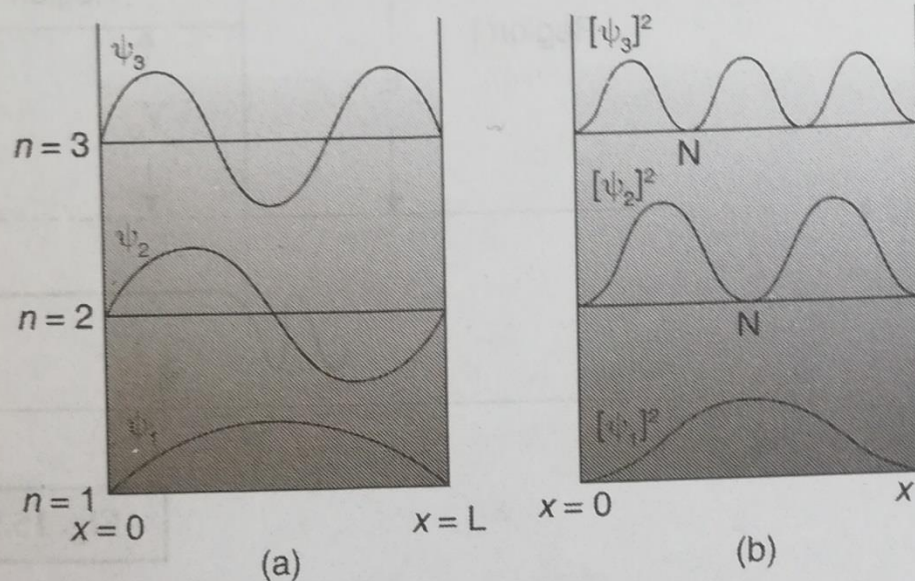 ψ₃
n = 3
ψ₂
n = 2
ψ₁
n = 1
x = 0
x = L
(a)
[ψ₃]²
N
[ψ₂]²
N
[ψ₁]²
x = 0
x
(b)